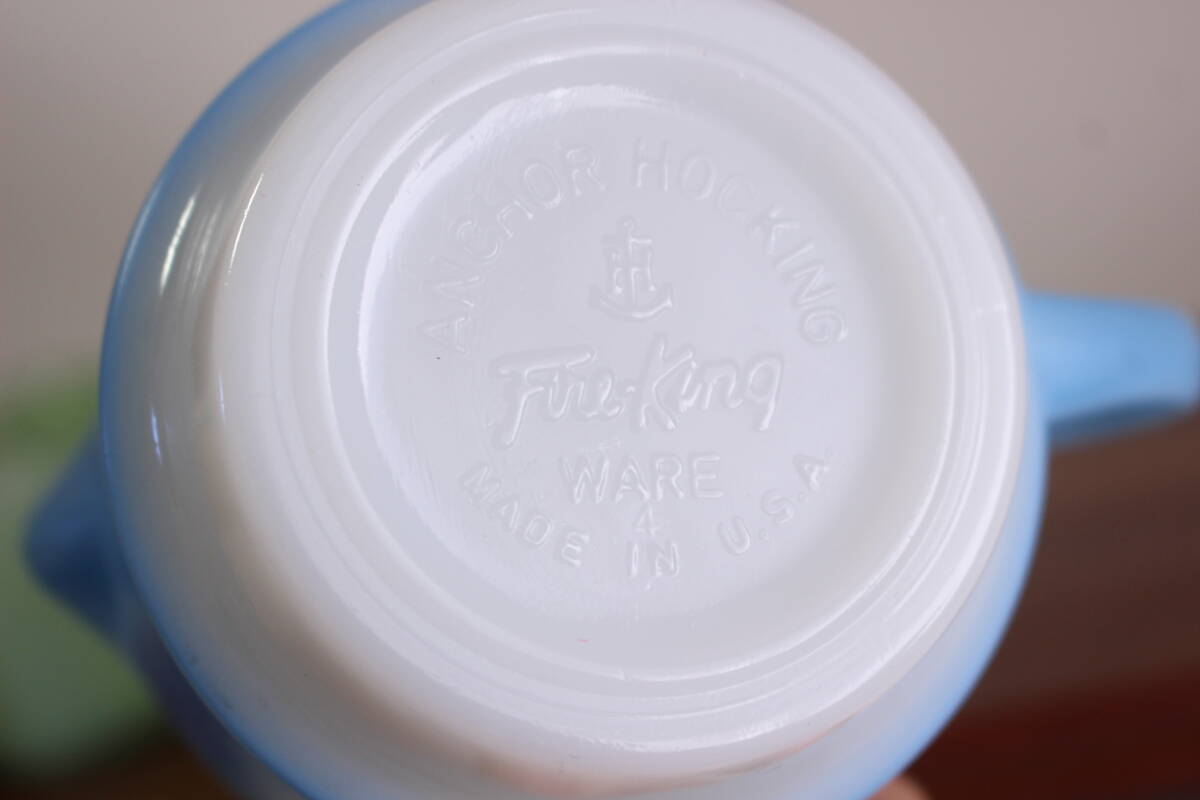 ANCHOR HOCKING
Fire-King
WARE
4
MADE IN U.S.A.